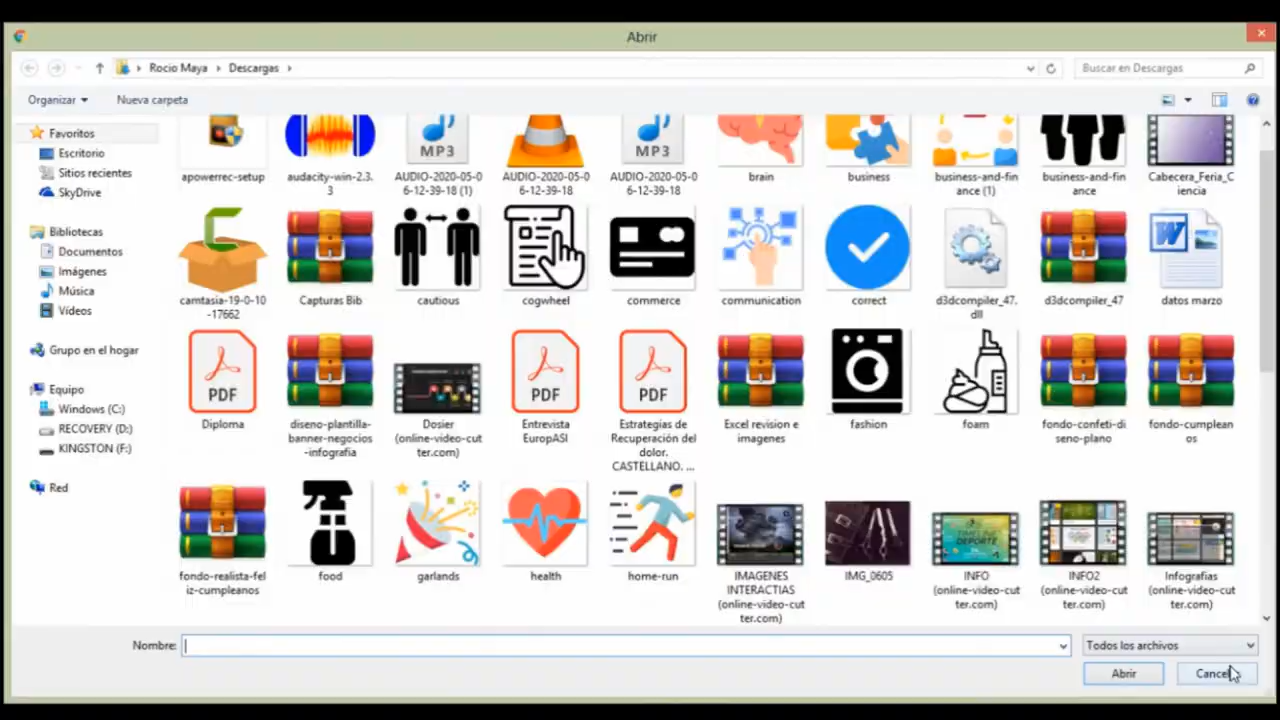 Abrir
Rocio Maya
Descargas
Buscar en Descargas
Organizar
Nueva carpeta
Favoritos
Escritorio
Sitios recientes
SkyDrive
Bibliotecas
Documentos
Imágenes
Música
Vídeos
Grupo en el hogar
Equipo
Windows (C:)
RECOVERY (D:)
KINGSTON (F:)
Red
MP3
MP3
apowerrec-setup
audacity-win-2.3.
3
AUDIO-2020-05-0
6-12-39-18 (1)
AUDIO-2020-05-0
6-12-39-18
AUDIO-2020-05-0
6-12-39-18
brain
business
business-and-fin
ance (1)
business-and-fin
ance
Cabecera_Feria_C
iencia
camtasia-19-0-10
-17662
Capturas Bib
cautious
cogwheel
commerce
communication
correct
d3dcompiler_47.
dll
d3dcompiler_47
datos marzo
PDF
PDF
PDF
Diploma
diseno-plantilla-
banner-negocios
-infografia
Dosier
(online-video-cut
ter.com)
Entrevista
EuropASI
Estrategias de
Recuperación del
dolor.
CASTELLANO. ...
Excel revision e
imagenes
fashion
foam
fondo-confeti-di
seno-plano
fondo-cumplean
os
fondo-realista-fel
iz-cumpleanos
food
garlands
health
home-run
IMAGENES
INTERACTIAS
(online-video-cut
ter.com)
IMG_0605
INFO
(online-video-cut
ter.com)
INFO2
(online-video-cut
ter.com)
Infografias
(online-video-cut
ter.com)
Nombre:
Todos los archivos
Abrir